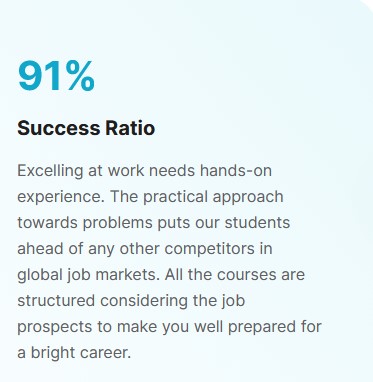 91%
Success Ratio
Excelling at work needs hands-on
experience. The practical approach
towards problems puts our students
ahead of any other competitors in
global job markets. All the courses are
structured considering the job
prospects to make you well prepared for
a bright career.